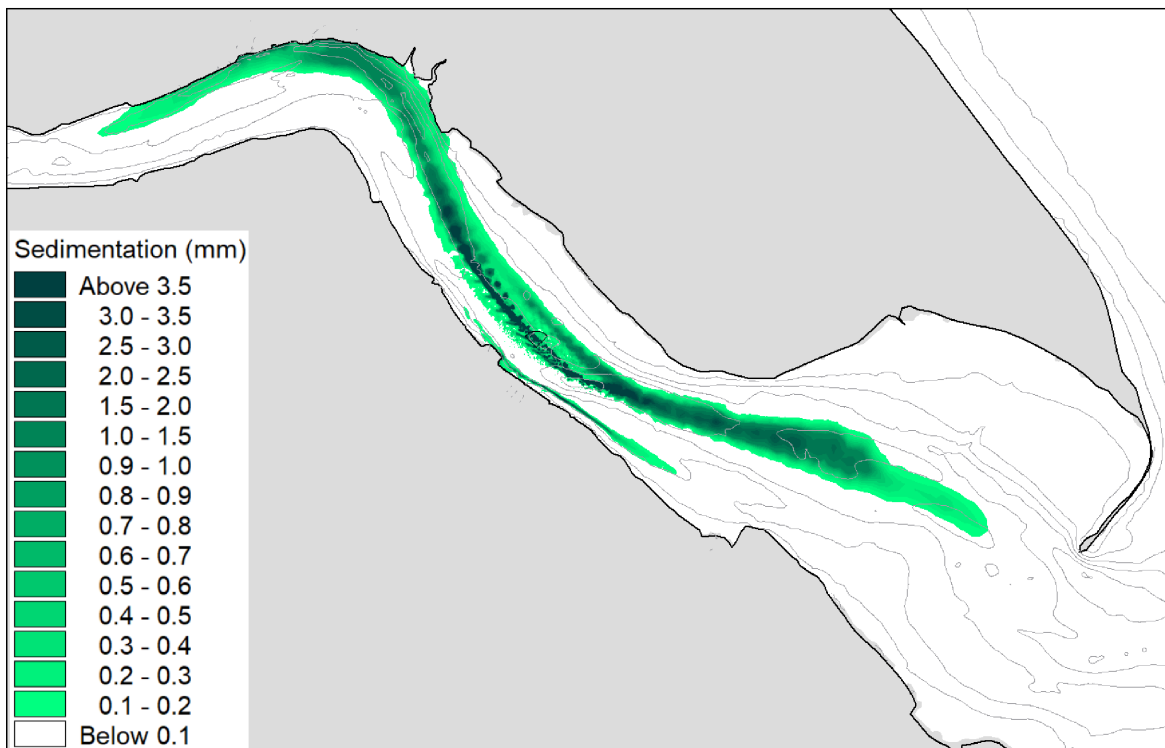 Sedimentation (mm)
Above 3.5
3.0 - 3.5
2.5 - 3.0
2.0 - 2.5
1.5 - 2.0
1.0 - 1.5
0.9 - 1.0
0.8 - 0.9
0.7 - 0.8
0.6 - 0.7
0.5 - 0.6
0.4 - 0.5
0.3 - 0.4
0.2 - 0.3
0.1 - 0.2
Below 0.1